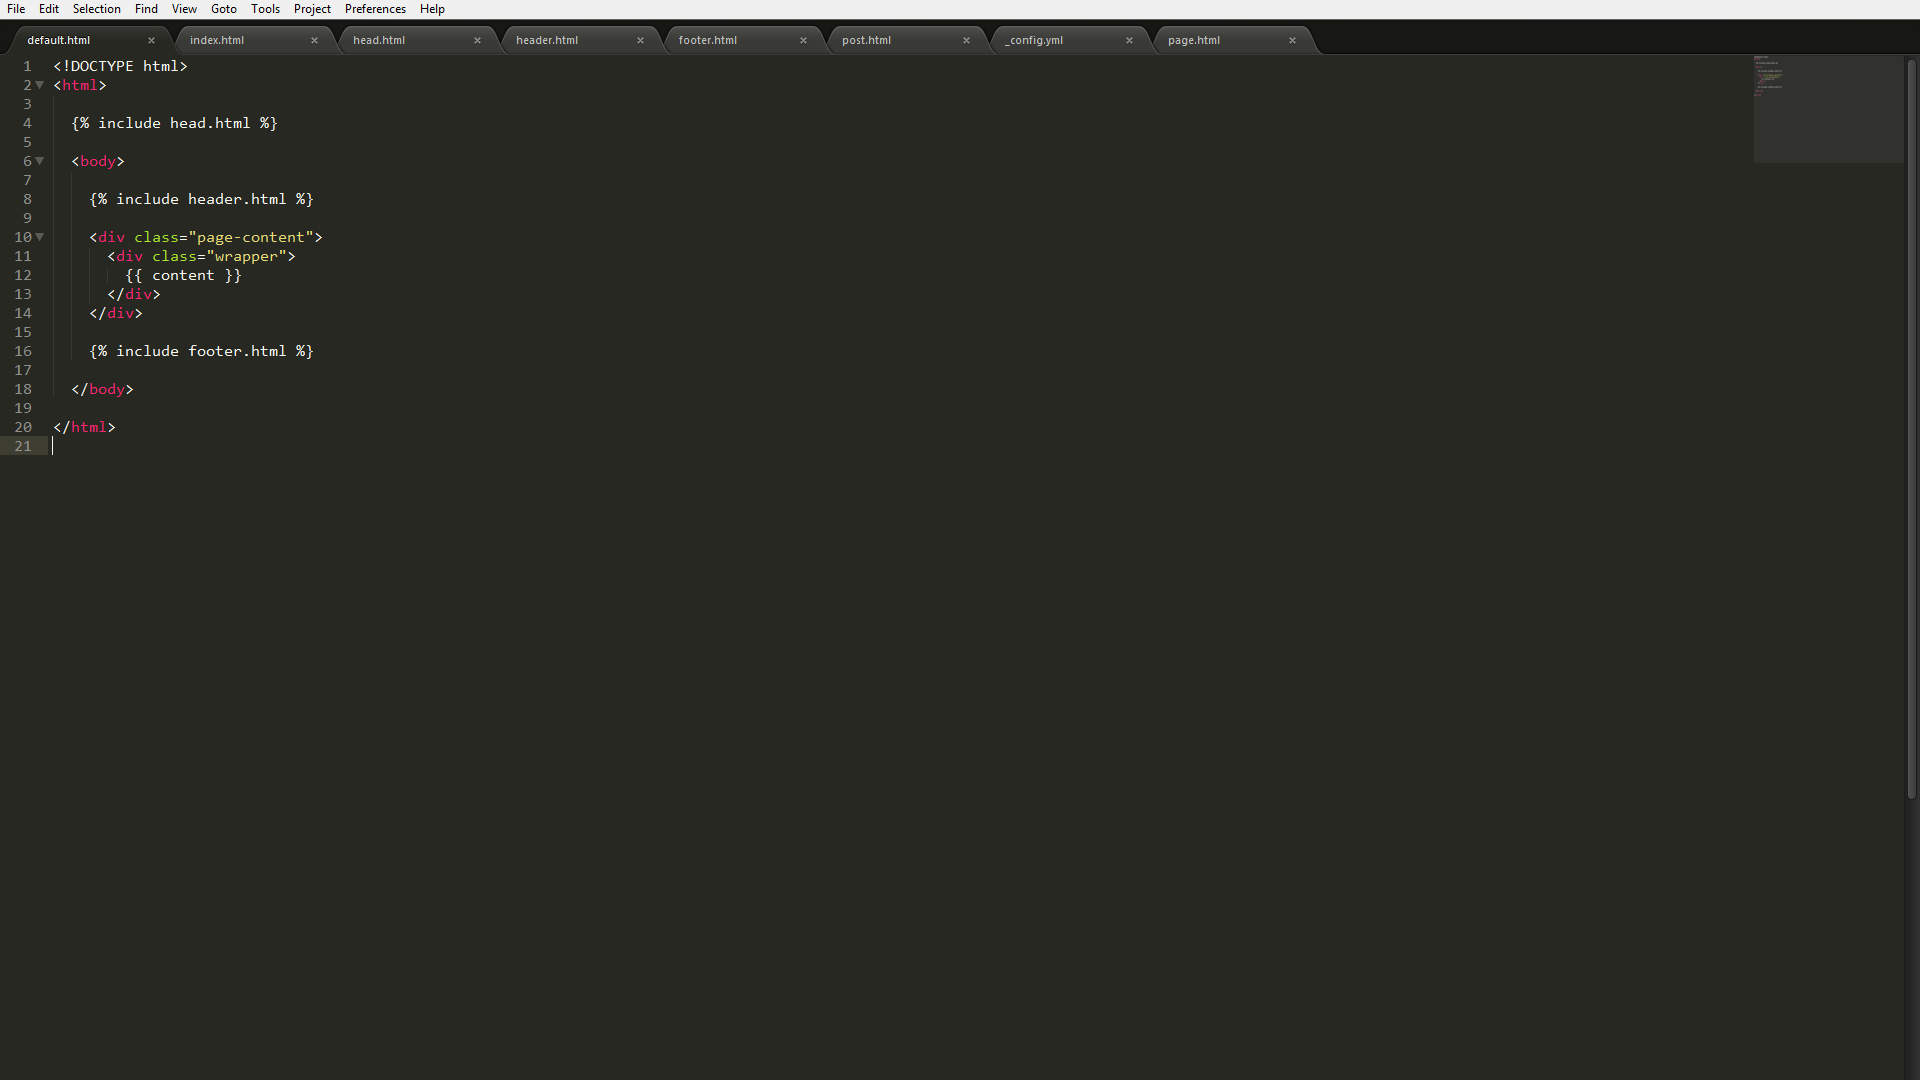 File Edit Selection Find View Goto Tools Project Preferences Help
default.html × index.html × head.html × header.html × footer.html × post.html × _config.yml × page.html ×
1 <!DOCTYPE html>
2 <html>
3
4 {% include head.html %}
5
6 <body>
7
8 {% include header.html %}
9
10 <div class="page-content">
11 <div class="wrapper">
12 {{ content }}
13 </div>
14 </div>
15
16 {% include footer.html %}
17
18 </body>
19
20 </html>
21